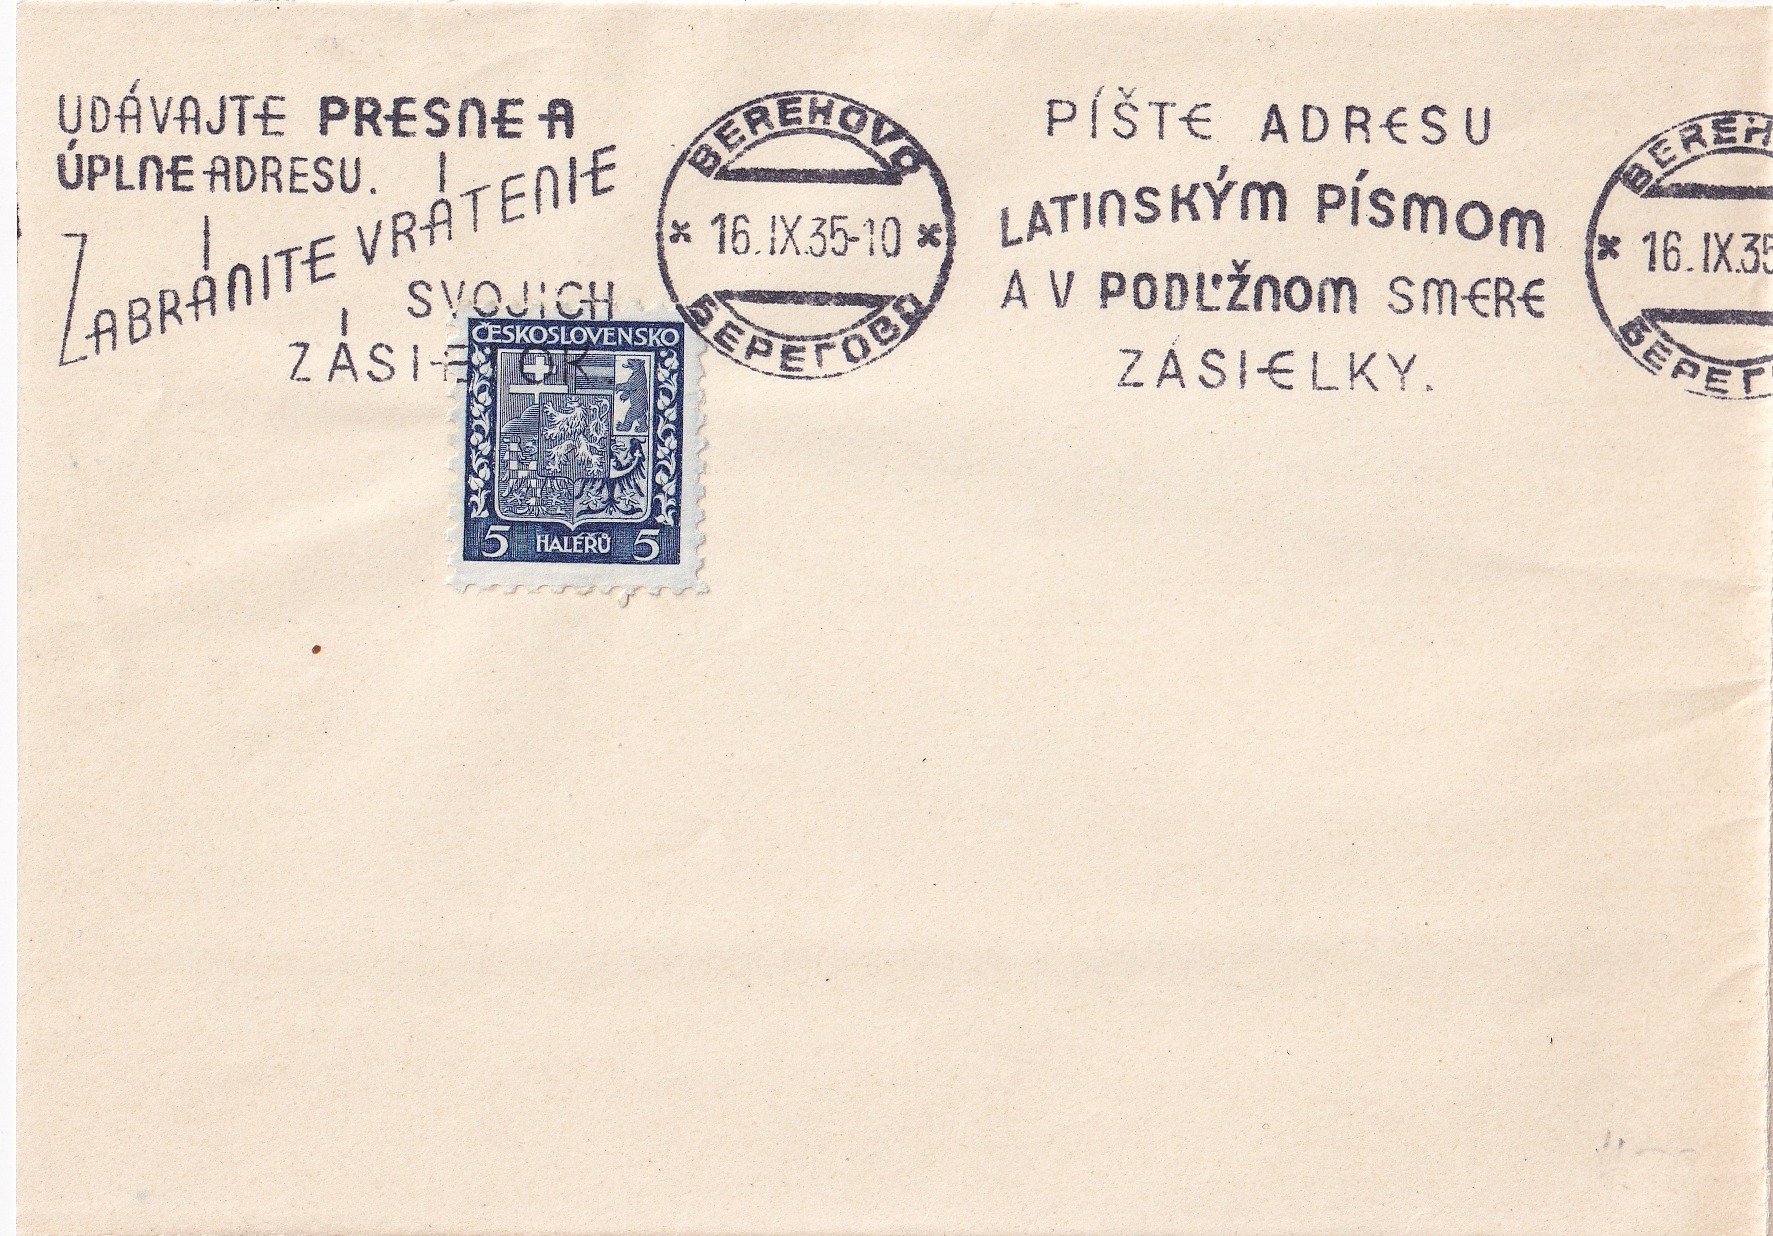 UDÁVAJTE PRESNE A
ÚPLNE ADRESU.
ZABRÁNITE VRÁTENIE
SVOJICH
ZÁSIELOK
BEREHOVO
16.IX.35-10
БЕРЕГОВО
PÍŠTE ADRESU
LATINSKÝM PÍSMOM
A V PODĽŽNOM SMERE
ZÁSIELKY.
BEREH
16.IX.35
БЕРЕГ
ČESKOSLOVENSKO
5 HALÉŘŮ 5